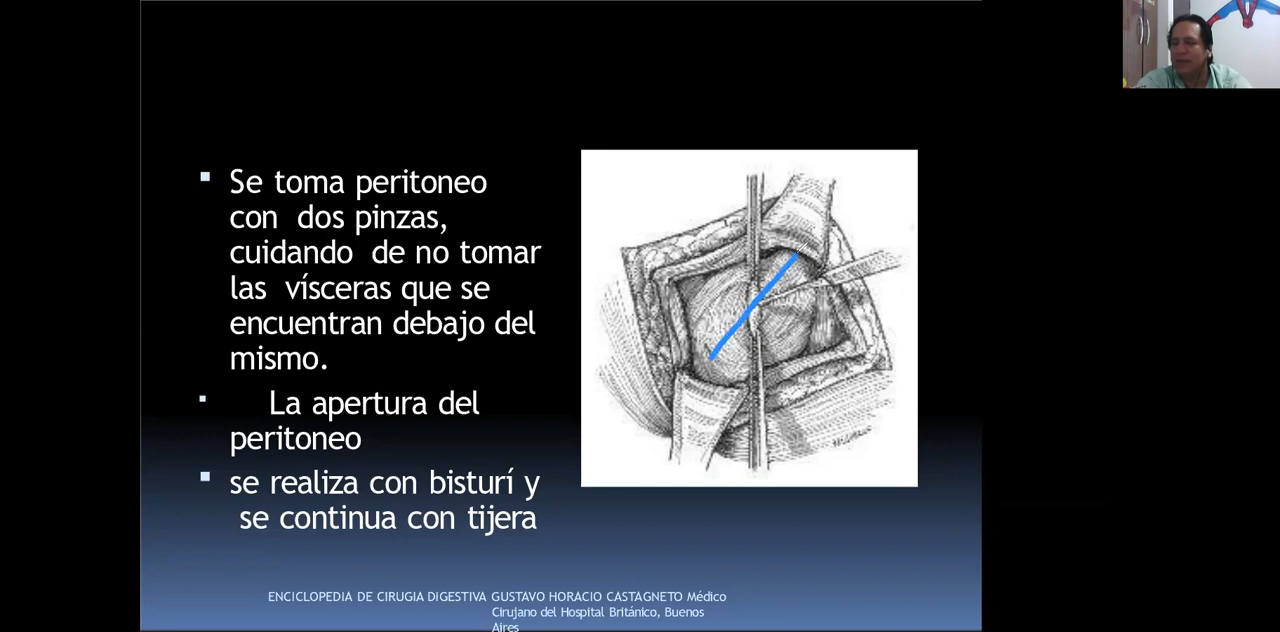 Se toma peritoneo
con dos pinzas,
cuidando de no tomar
las vísceras que se
encuentran debajo del
mismo.
La apertura del
peritoneo
se realiza con bisturí y
se continua con tijera
ENCICLOPEDIA DE CIRUGIA DIGESTIVA GUSTAVO HORACIO CASTAGNETO Médico
Cirujano del Hospital Británico, Buenos
Aires